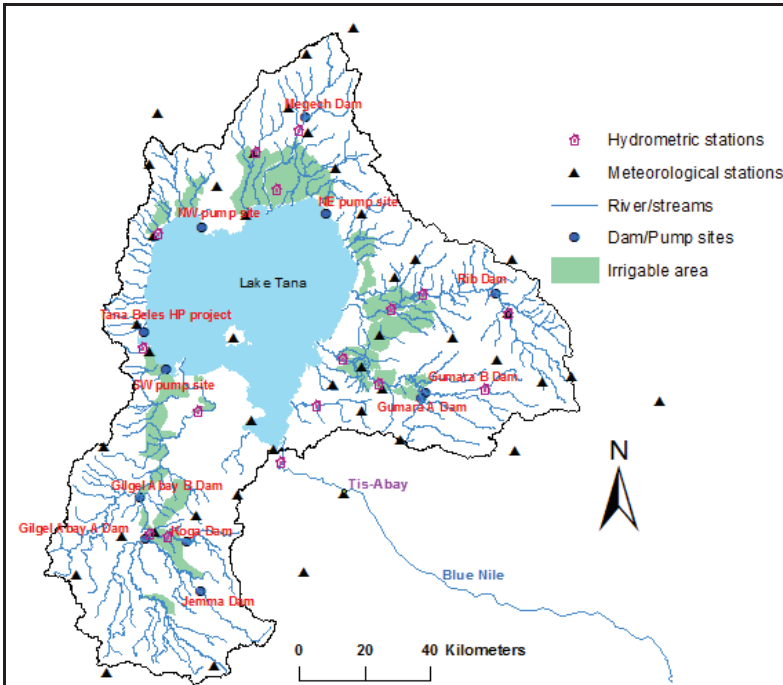 Megech Dam
Hydrometric stations
Meteorological stations
River/streams
Dam/Pump sites
Irrigable area
NW pump site
NE pump site
Lake Tana
Rib Dam
Tana Beles HP project
SW pump site
Gumara B Dam
Gumara A Dam
N
Gilgel Abay B Dam
Tis-Abay
Gilgel Abay A Dam
Koga Dam
Blue Nile
Jemma Dam
0 20 40 Kilometers